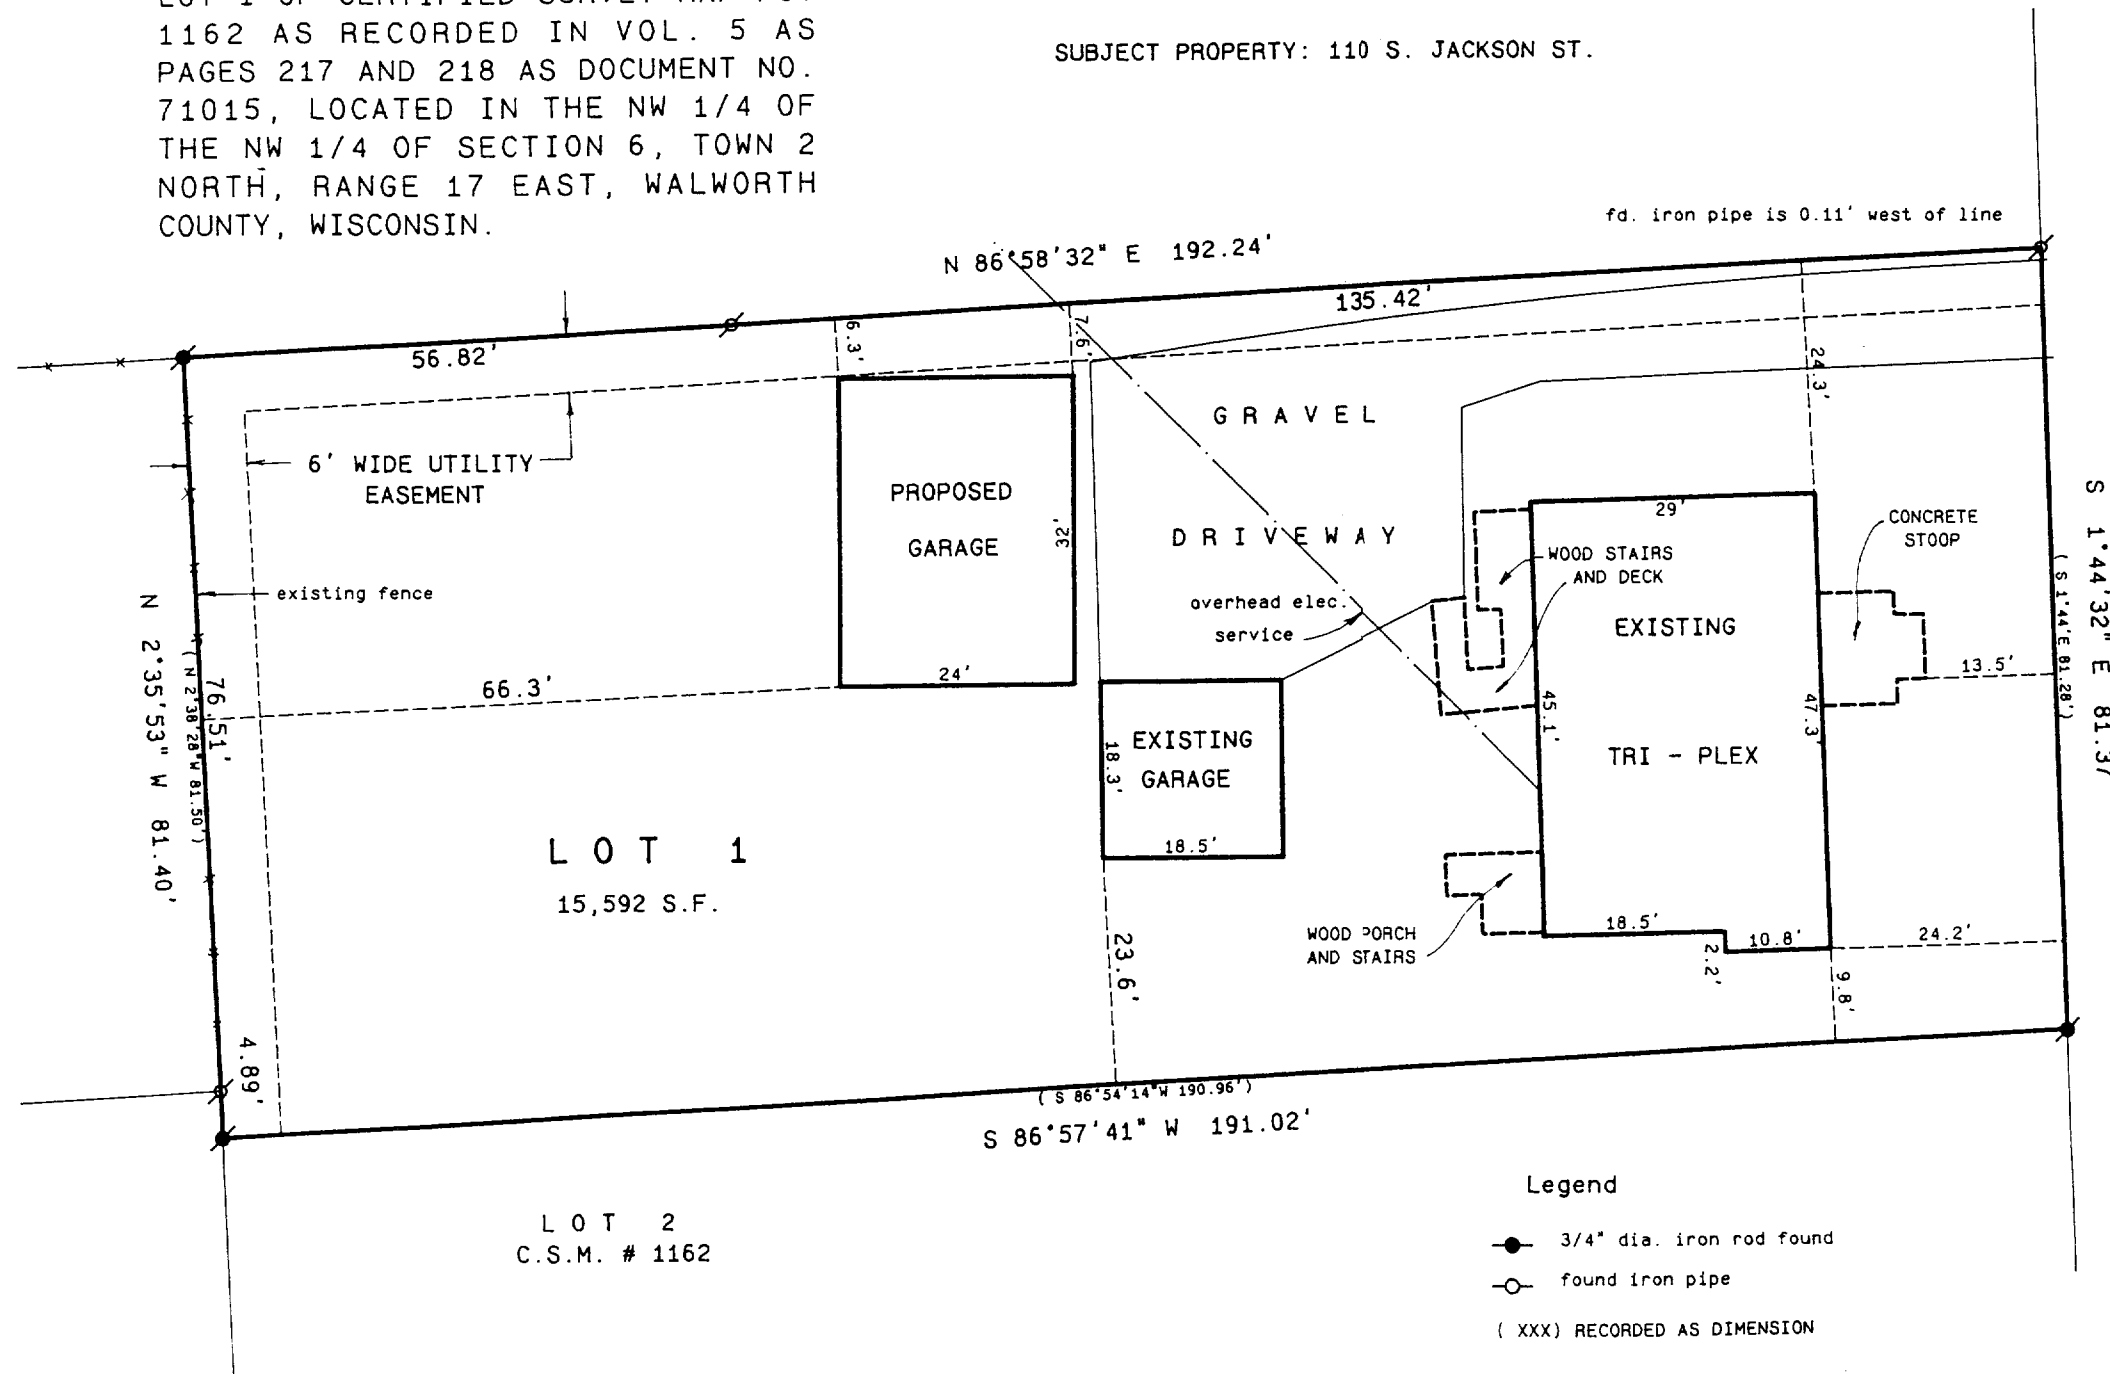 LOT 1 OF CERTIFIED SURVEY MAP NO.
1162 AS RECORDED IN VOL. 5 AS
PAGES 217 AND 218 AS DOCUMENT NO.
71015, LOCATED IN THE NW 1/4 OF
THE NW 1/4 OF SECTION 6, TOWN 2
NORTH, RANGE 17 EAST, WALWORTH
COUNTY, WISCONSIN.
SUBJECT PROPERTY: 110 S. JACKSON ST.
fd. iron pipe is 0.11' west of line
N 86°58'32" E 192.24'
135.42'
56.82'
6.3'
7.6'
24.3'
GRAVEL
DRIVEWAY
6' WIDE UTILITY
EASEMENT
PROPOSED
GARAGE
32'
24'
29'
WOOD STAIRS
AND DECK
CONCRETE
STOOP
existing fence
overhead elec.
service
EXISTING
TRI - PLEX
45.1'
47.3'
13.5'
S 1°44'32" E 81.37
( S 1°44'E 81.28')
N 2°35'53" W 81.40'
( N 2°38'28"W 81.50')
76.51'
66.3'
EXISTING
GARAGE
18.3'
18.5'
LOT 1
15,592 S.F.
WOOD PORCH
AND STAIRS
18.5'
10.8'
2.2'
24.2'
9.8'
23.6'
4.89'
( S 86°54'14"W 190.96')
S 86°57'41" W 191.02'
LOT 2
C.S.M. # 1162
Legend
3/4" dia. iron rod found
found iron pipe
( XXX) RECORDED AS DIMENSION